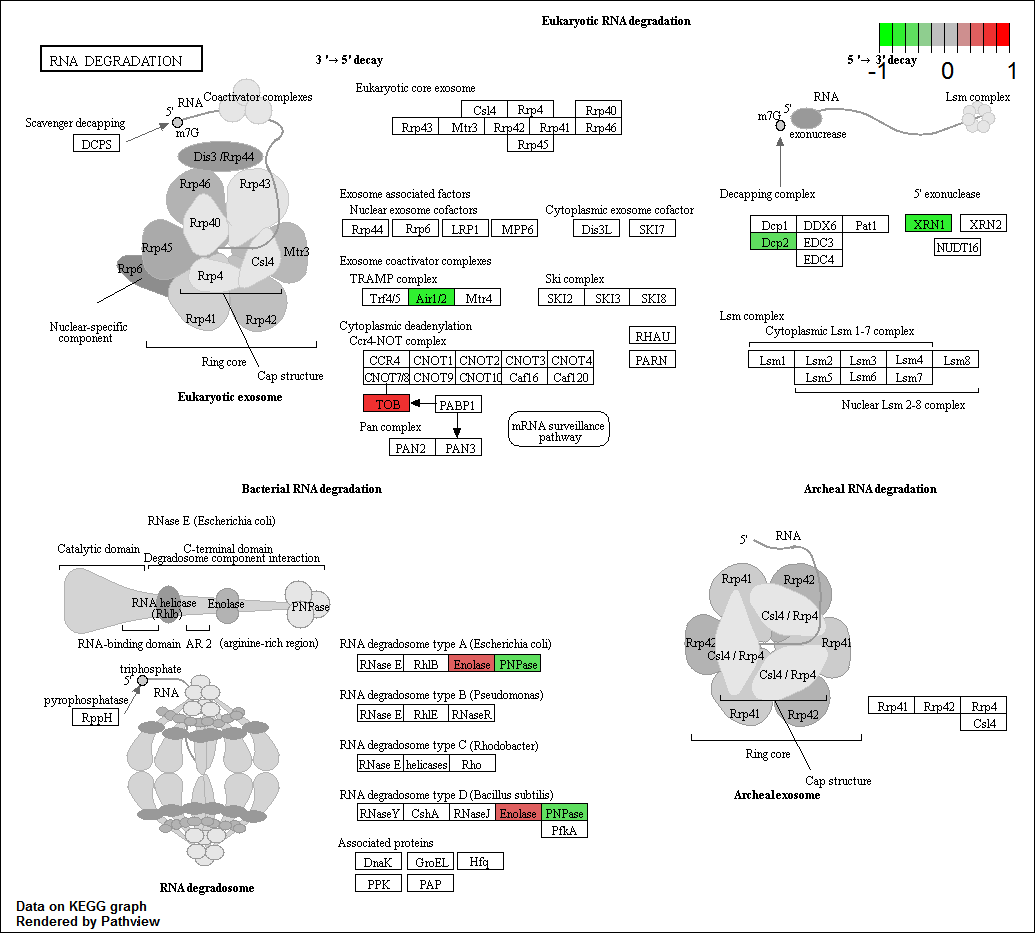 Eukaryotic RNA degradation
RNA DEGRADATION
3 '→ 5' decay
5 '→ 3' decay
-1 0 1
Coactivator complexes
RNA
5'
m7G
Scavenger decapping
DCPS
Dis3 /Rrp44
Rrp46
Rrp43
Rrp40
Rrp45
Csl4
Mtr3
Rrp6
Rrp4
Rrp41
Rrp42
Nuclear-specific
component
Ring core
Cap structure
Eukaryotic exosome
Eukaryotic core exosome
Csl4 Rrp4 Rrp40
Rrp43 Mtr3 Rrp42 Rrp41 Rrp46
Rrp45
Exosome associated factors
Nuclear exosome cofactors
Rrp44 Rrp6 LRP1 MPP6
Cytoplasmic exosome cofactor
Dis3L SKI7
Exosome coactivator complexes
TRAMP complex
Trf4/5 Air1/2 Mtr4
Ski complex
SKI2 SKI3 SKI8
Cytoplasmic deadenylation
Ccr4-NOT complex
CCR4 CNOT1 CNOT2 CNOT3 CNOT4
CNOT7/8 CNOT9 CNOT10 Caf16 Caf120
RHAU
PARN
TOB
PABP1
Pan complex
PAN2 PAN3
mRNA surveillance
pathway
RNA
Lsm complex
5'
m7G
exonucrease
Decapping complex
Dcp1 DDX6 Pat1
Dcp2 EDC3
EDC4
5' exonuclease
XRN1 XRN2
NUDT16
Lsm complex
Cytoplasmic Lsm 1-7 complex
Lsm1 Lsm2 Lsm3 Lsm4 Lsm8
Lsm5 Lsm6 Lsm7
Nuclear Lsm 2-8 complex
Bacterial RNA degradation
RNase E (Escherichia coli)
Catalytic domain
C-terminal domain
Degradosome component interaction
RNA helicase
(Rhlb)
Enolase
PNPase
RNA-binding domain
AR 2
(arginine-rich region)
triphosphate
5'
RNA
pyrophosphatase
RppH
RNA degradosome
RNA degradosome type A (Escherichia coli)
RNase E RhlB Enolase PNPase
RNA degradosome type B (Pseudomonas)
RNase E RhlE RNaseR
RNA degradosome type C (Rhodobacter)
RNase E helicases Rho
RNA degradosome type D (Bacillus subtilis)
RNaseY CshA RNaseJ Enolase PNPase
PfkA
Associated proteins
DnaK GroEL Hfq
PPK PAP
Archeal RNA degradation
5'
RNA
Rrp41
Rrp42
Csl4 / Rrp4
Rrp42
Csl4 / Rrp4
Rrp41
Csl4 / Rrp4
Rrp41
Rrp42
Ring core
Cap structure
Archeal exosome
Rrp41 Rrp42 Rrp4
Csl4
Data on KEGG graph
Rendered by Pathview